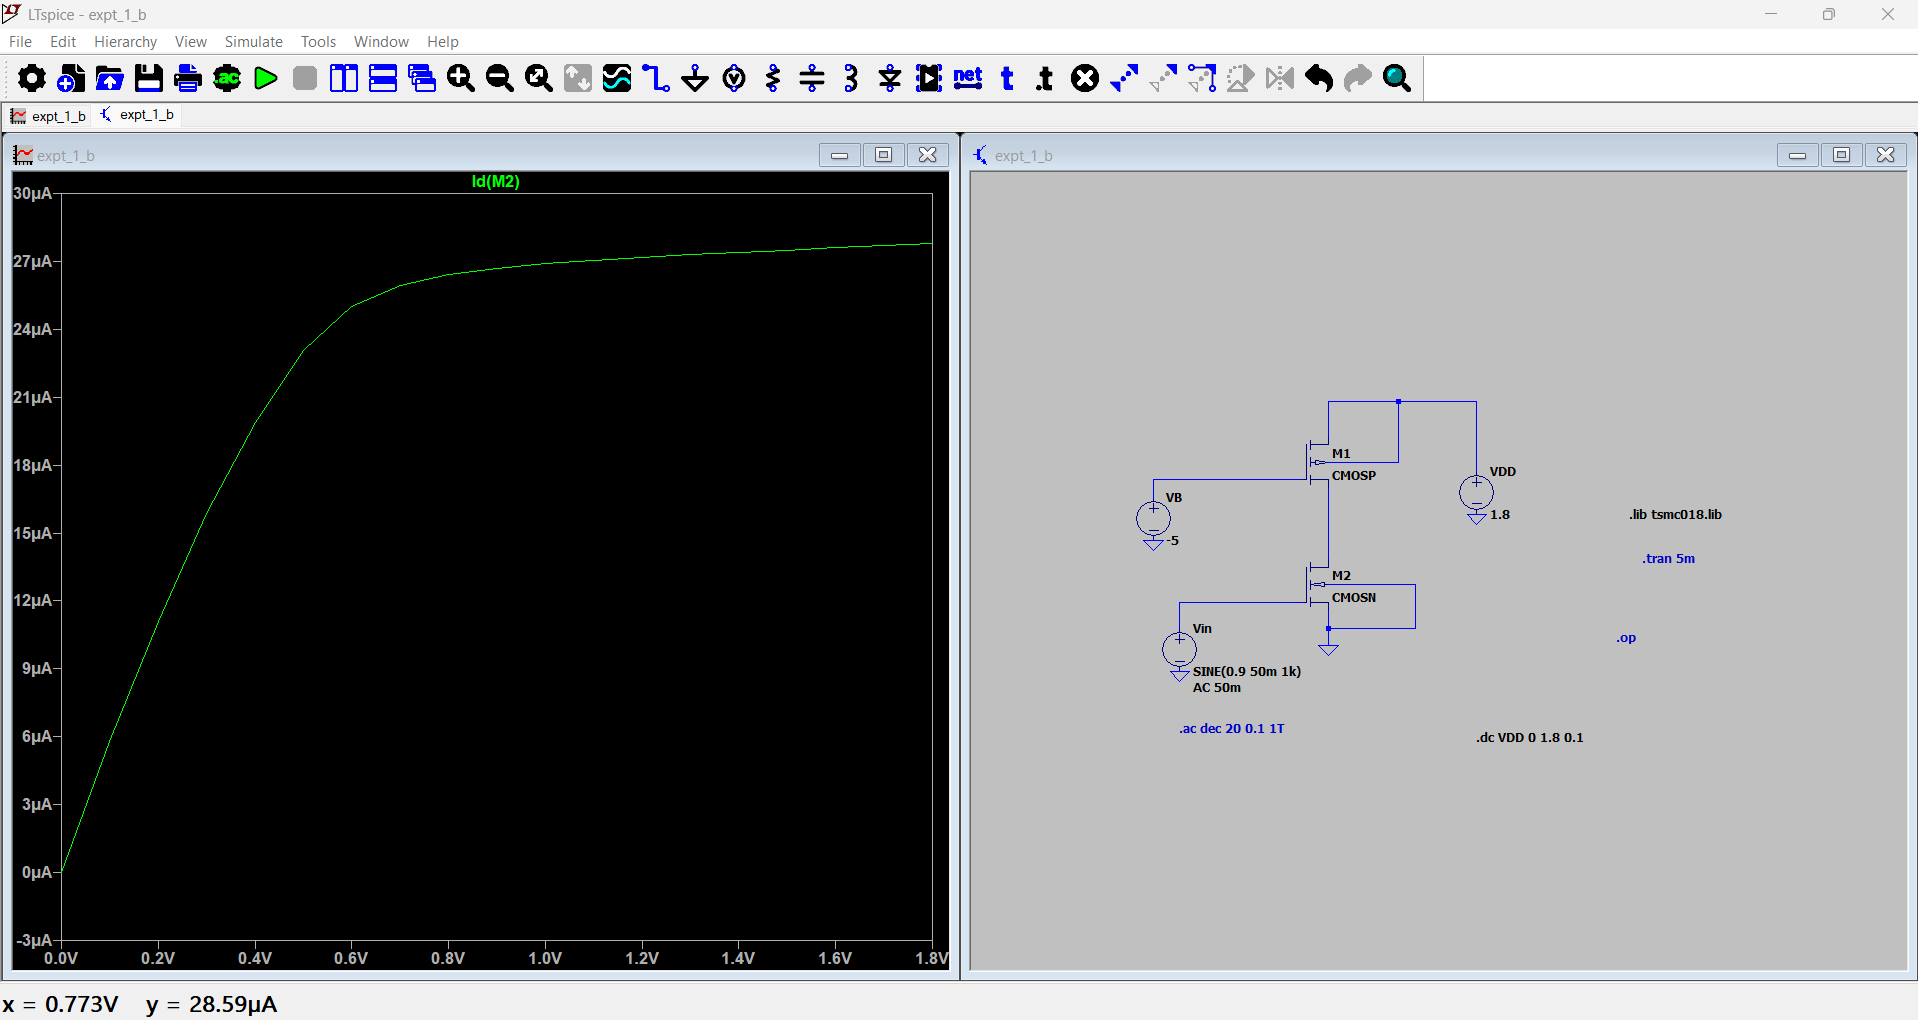 LTspice - expt_1_b
File Edit Hierarchy View Simulate Tools Window Help
.ac net t .t
expt_1_b expt_1_b
expt_1_b
Id(M2)
30µA
27µA
24µA
21µA
18µA
15µA
12µA
9µA
6µA
3µA
0µA
-3µA
0.0V 0.2V 0.4V 0.6V 0.8V 1.0V 1.2V 1.4V 1.6V 1.8V
expt_1_b
M1
CMOSP
VDD
1.8
VB
-5
.lib tsmc018.lib
.tran 5m
M2
CMOSN
Vin
SINE(0.9 50m 1k)
AC 50m
.op
.ac dec 20 0.1 1T
.dc VDD 0 1.8 0.1
x = 0.773V y = 28.59µA